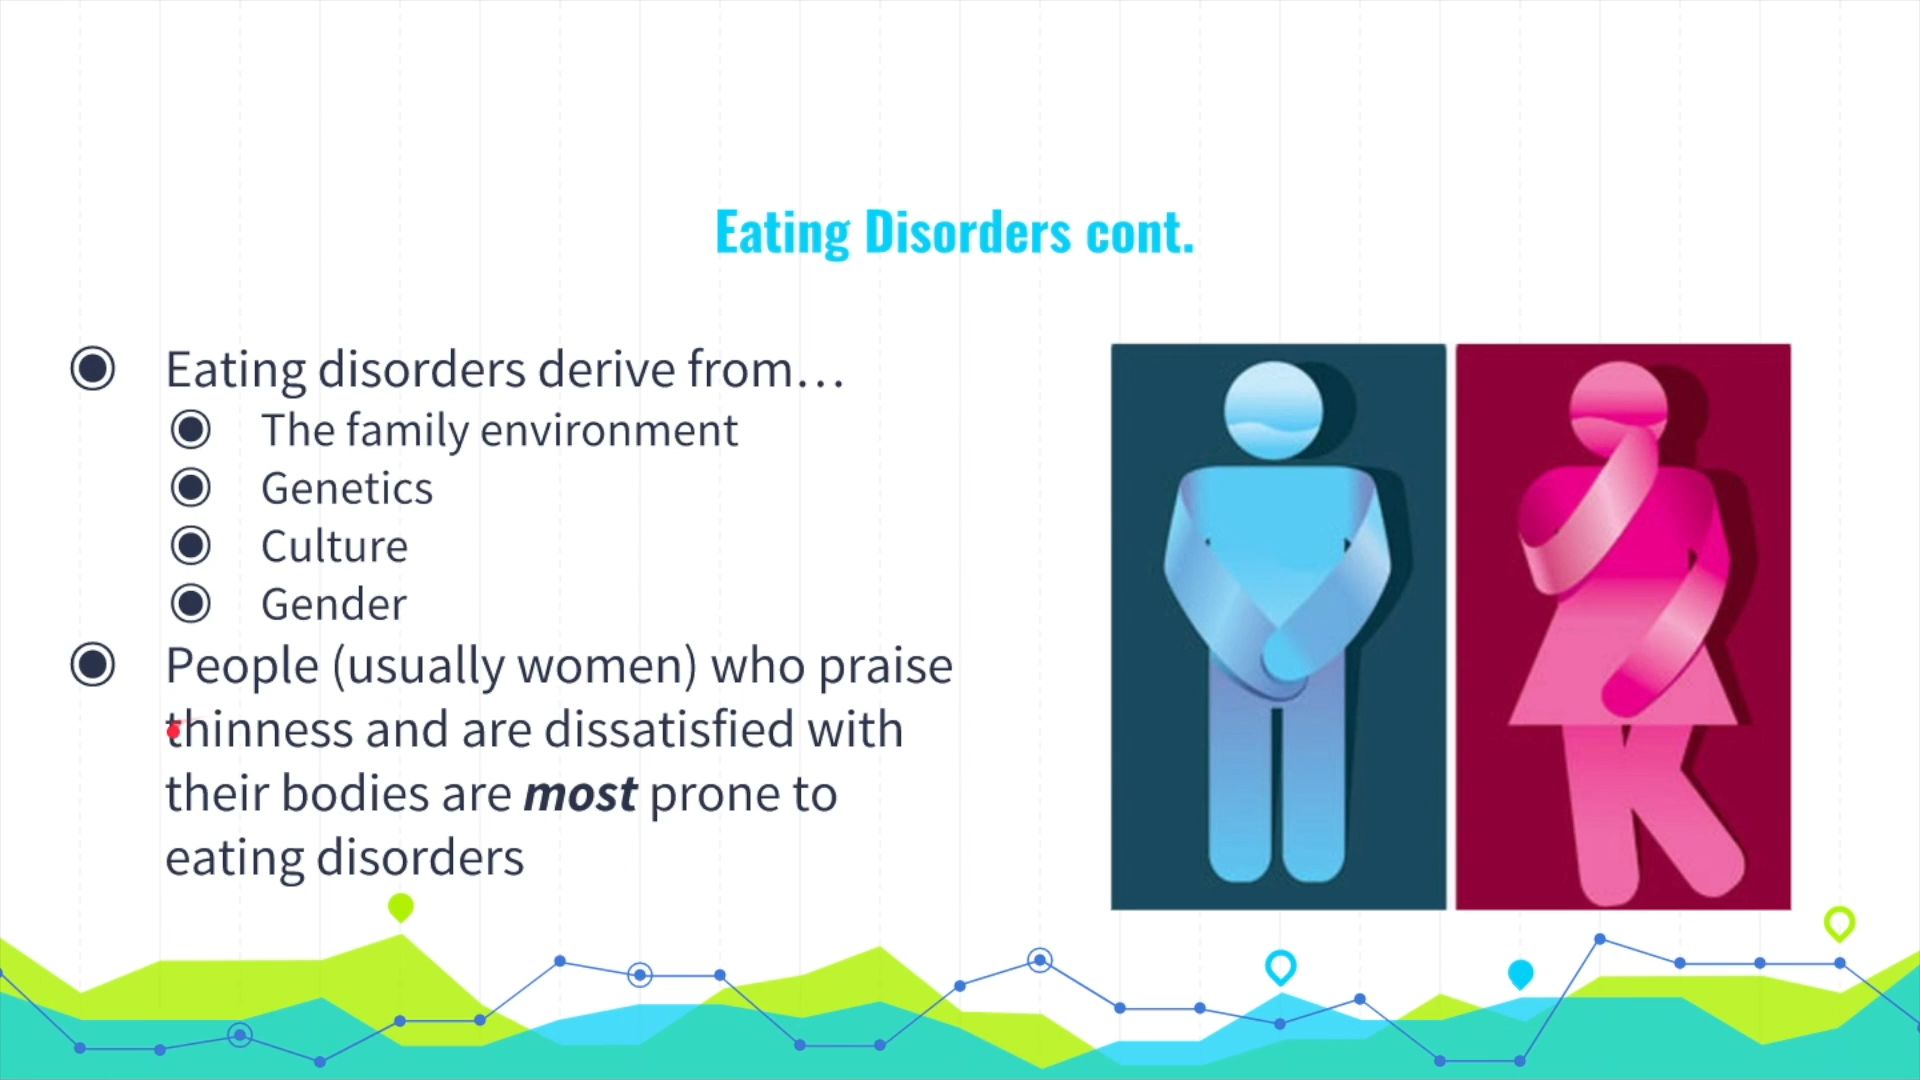 Eating Disorders cont.
Eating disorders derive from…
The family environment
Genetics
Culture
Gender
People (usually women) who praise
thinness and are dissatisfied with
their bodies are most prone to
eating disorders